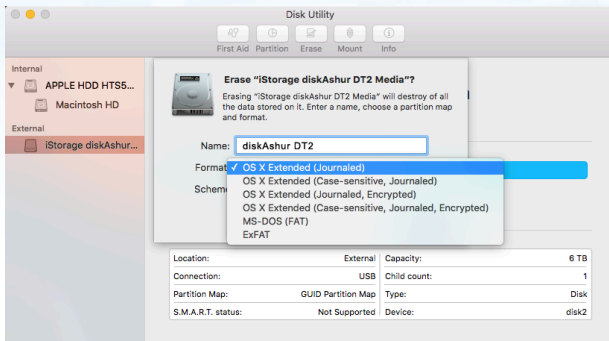 Disk Utility
First Aid Partition Erase Mount Info
Internal
APPLE HDD HTS5...
Macintosh HD
External
iStorage diskAshur...
Erase “iStorage diskAshur DT2 Media”?
Erasing “iStorage diskAshur DT2 Media” will destroy of all
the data stored on it. Enter a name, choose a partition map
and format.
Name: diskAshur DT2
Format ✓ OS X Extended (Journaled)
OS X Extended (Case-sensitive, Journaled)
Schem OS X Extended (Journaled, Encrypted)
OS X Extended (Case-sensitive, Journaled, Encrypted)
MS-DOS (FAT)
ExFAT
Location: External Capacity: 6 TB
Connection: USB Child count: 1
Partition Map: GUID Partition Map Type: Disk
S.M.A.R.T. status: Not Supported Device: disk2